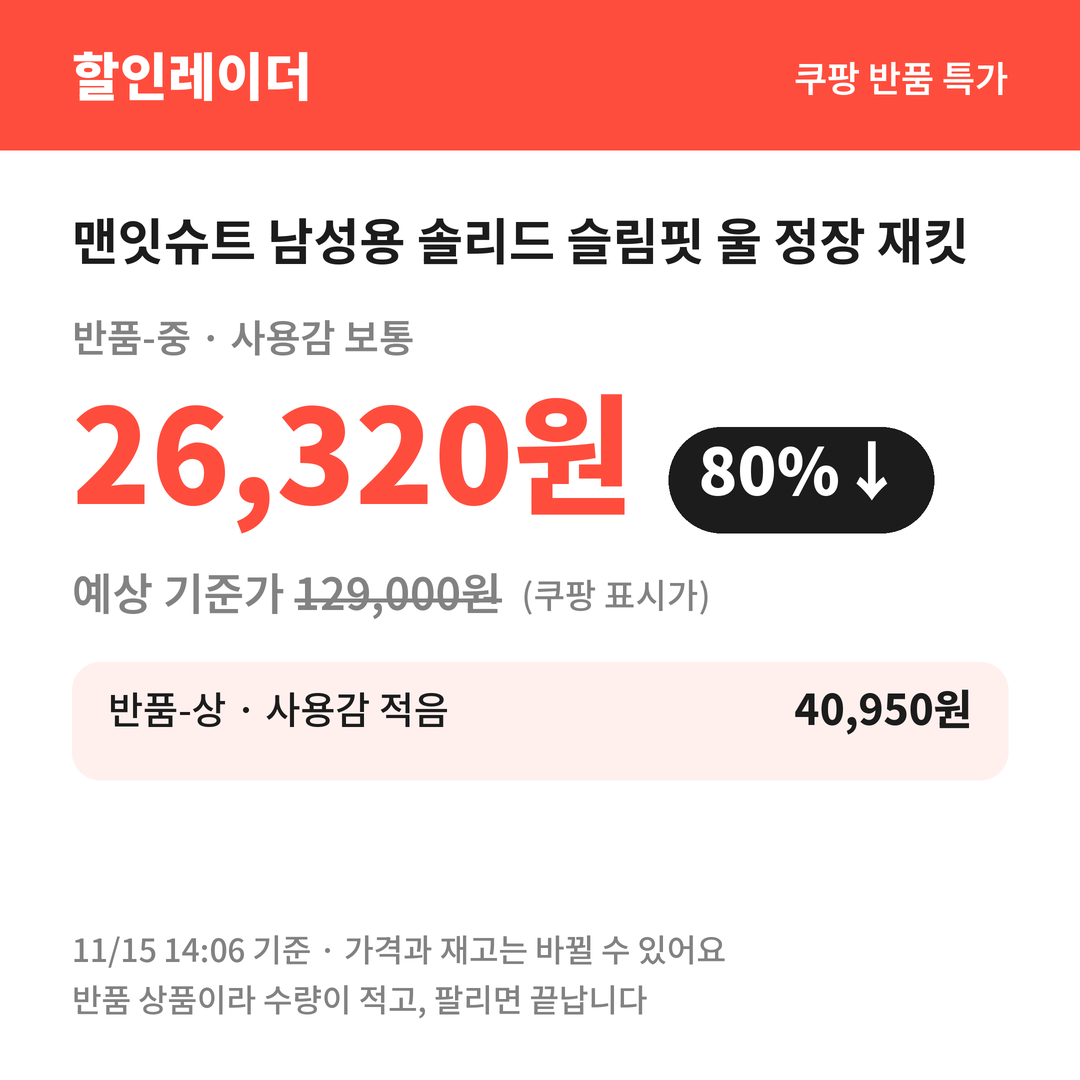 할인레이더
쿠팡 반품 특가
맨잇슈트 남성용 솔리드 슬림핏 울 정장 재킷
반품-중 · 사용감 보통
26,320원 80%↓
예상 기준가 129,000원 (쿠팡 표시가)
반품-상 · 사용감 적음 40,950원
11/15 14:06 기준 · 가격과 재고는 바뀔 수 있어요
반품 상품이라 수량이 적고, 팔리면 끝납니다